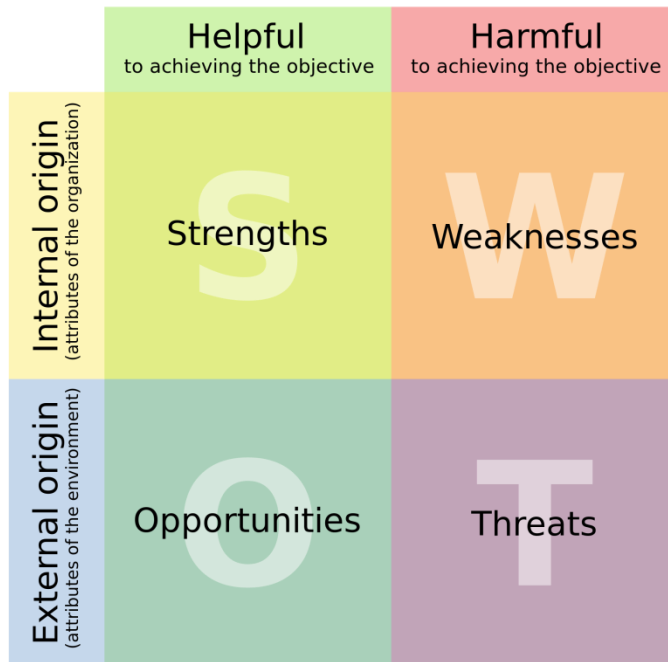 Helpful
to achieving the objective
Harmful
to achieving the objective
Internal origin
(attributes of the organization)
S
Strengths
W
Weaknesses
External origin
(attributes of the environment)
O
Opportunities
T
Threats